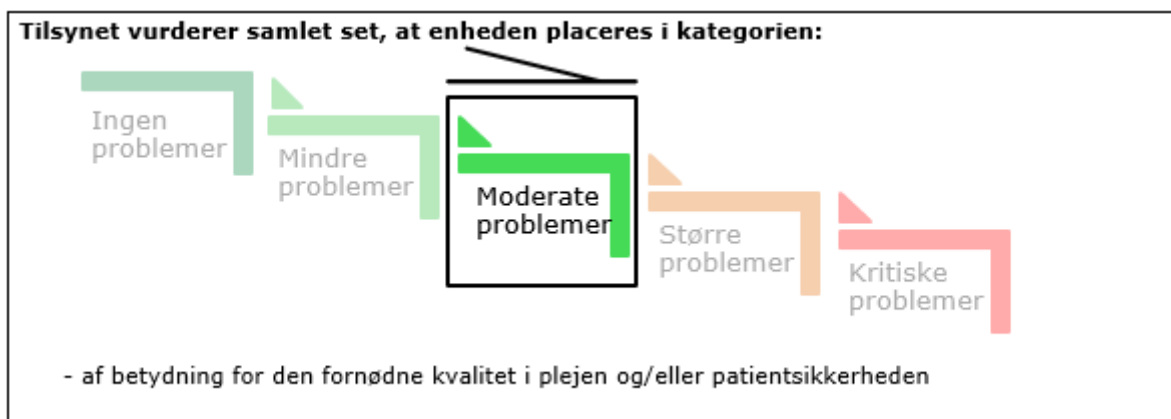 Tilsynet vurderer samlet set, at enheden placeres i kategorien:
Ingen
problemer
Mindre
problemer
Moderate
problemer
Større
problemer
Kritiske
problemer
- af betydning for den fornødne kvalitet i plejen og/eller patientsikkerheden